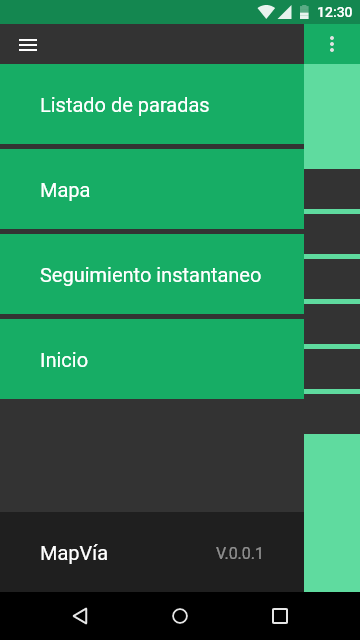 12:30
Listado de paradas
Mapa
Seguimiento instantaneo
Inicio
MapVía V.0.0.1